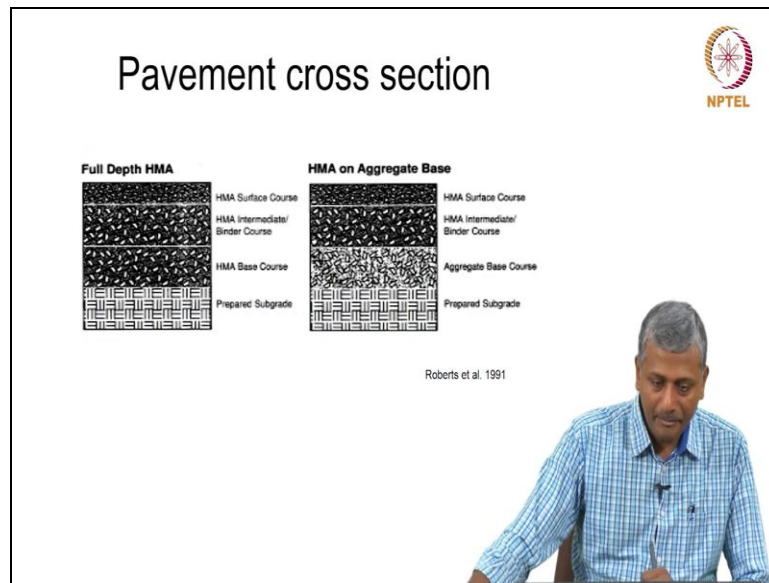 Pavement cross section
NPTEL
Full Depth HMA
HMA Surface Course
HMA Intermediate/
Binder Course
HMA Base Course
Prepared Subgrade
HMA on Aggregate Base
HMA Surface Course
HMA Intermediate/
Binder Course
Aggregate Base Course
Prepared Subgrade
Roberts et al. 1991